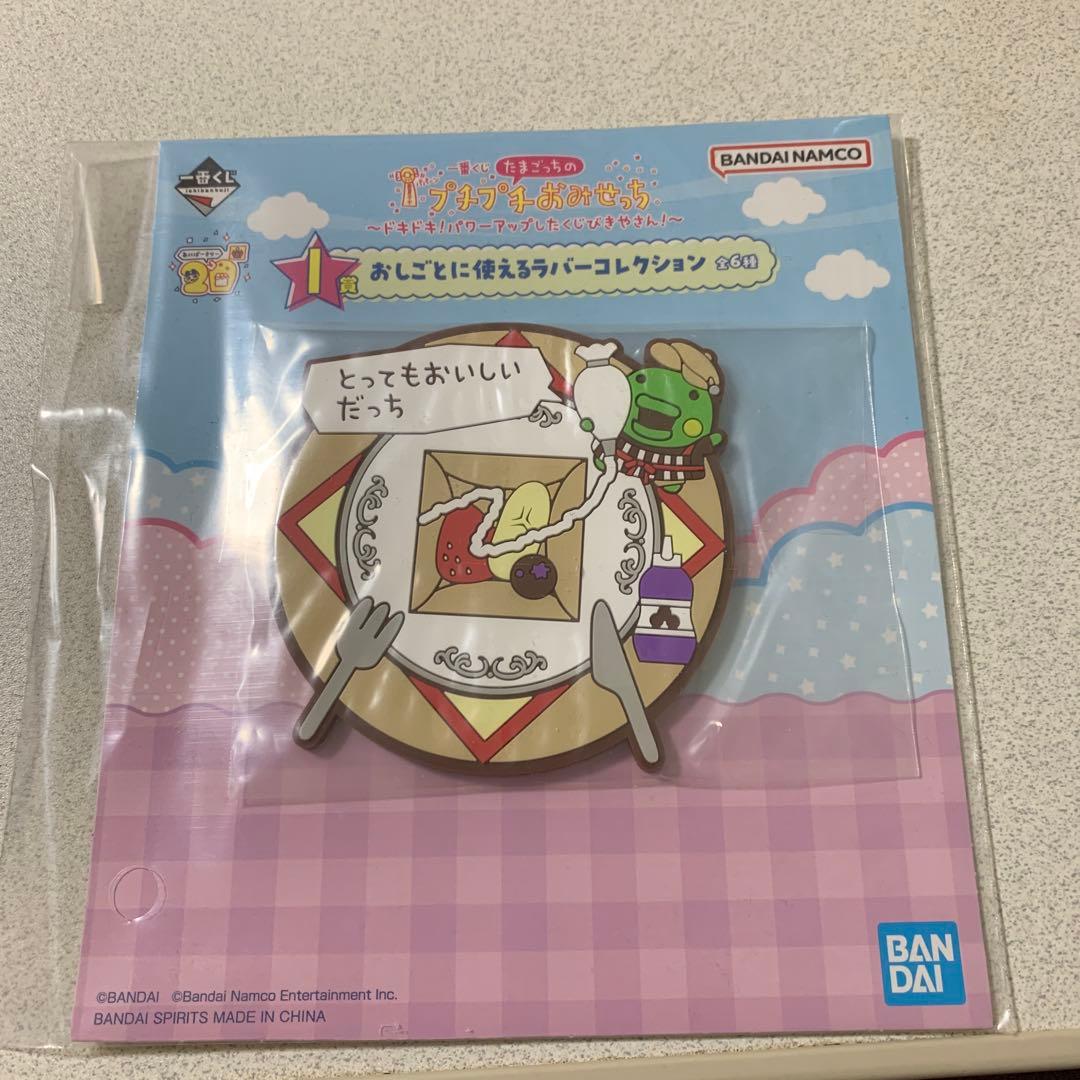 一番くじ
ichibankuji
BANDAI NAMCO
一番くじ たまごっちの
プチプチおみせっち
～ドキドキ！パワーアップしたくじびきやさん！～
I賞
おしごとに使えるラバーコレクション 全6種
とってもおいしい
だっち
BAN
DAI
©BANDAI ©Bandai Namco Entertainment Inc.
BANDAI SPIRITS MADE IN CHINA